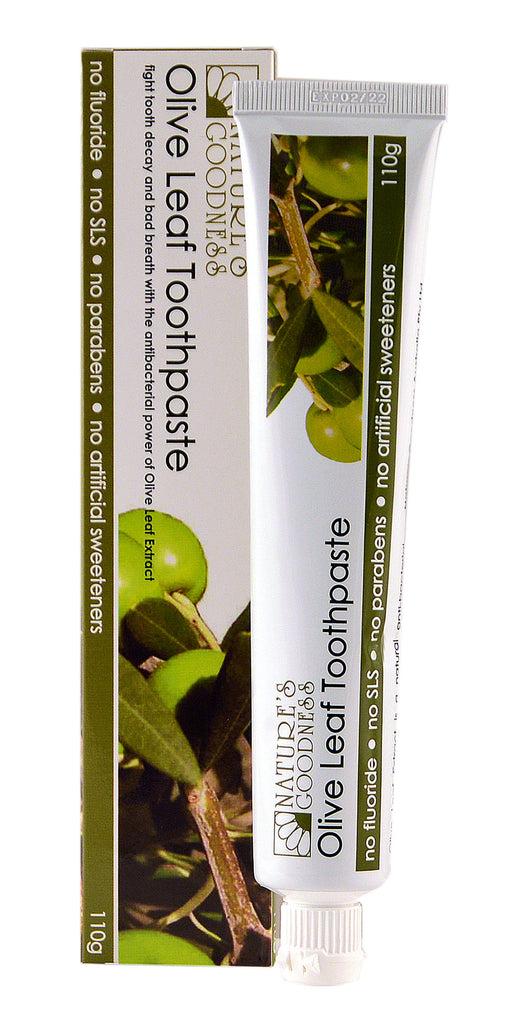 NATURE'S
GOODNESS
Olive Leaf Toothpaste
fight tooth decay and bad breath with the antibacterial power of Olive Leaf Extract
no fluoride • no SLS • no parabens • no artificial sweeteners
110g
EXP02/22
NATURE'S
GOODNESS
Olive Leaf Toothpaste
no fluoride • no SLS • no parabens • no artificial sweeteners
110g